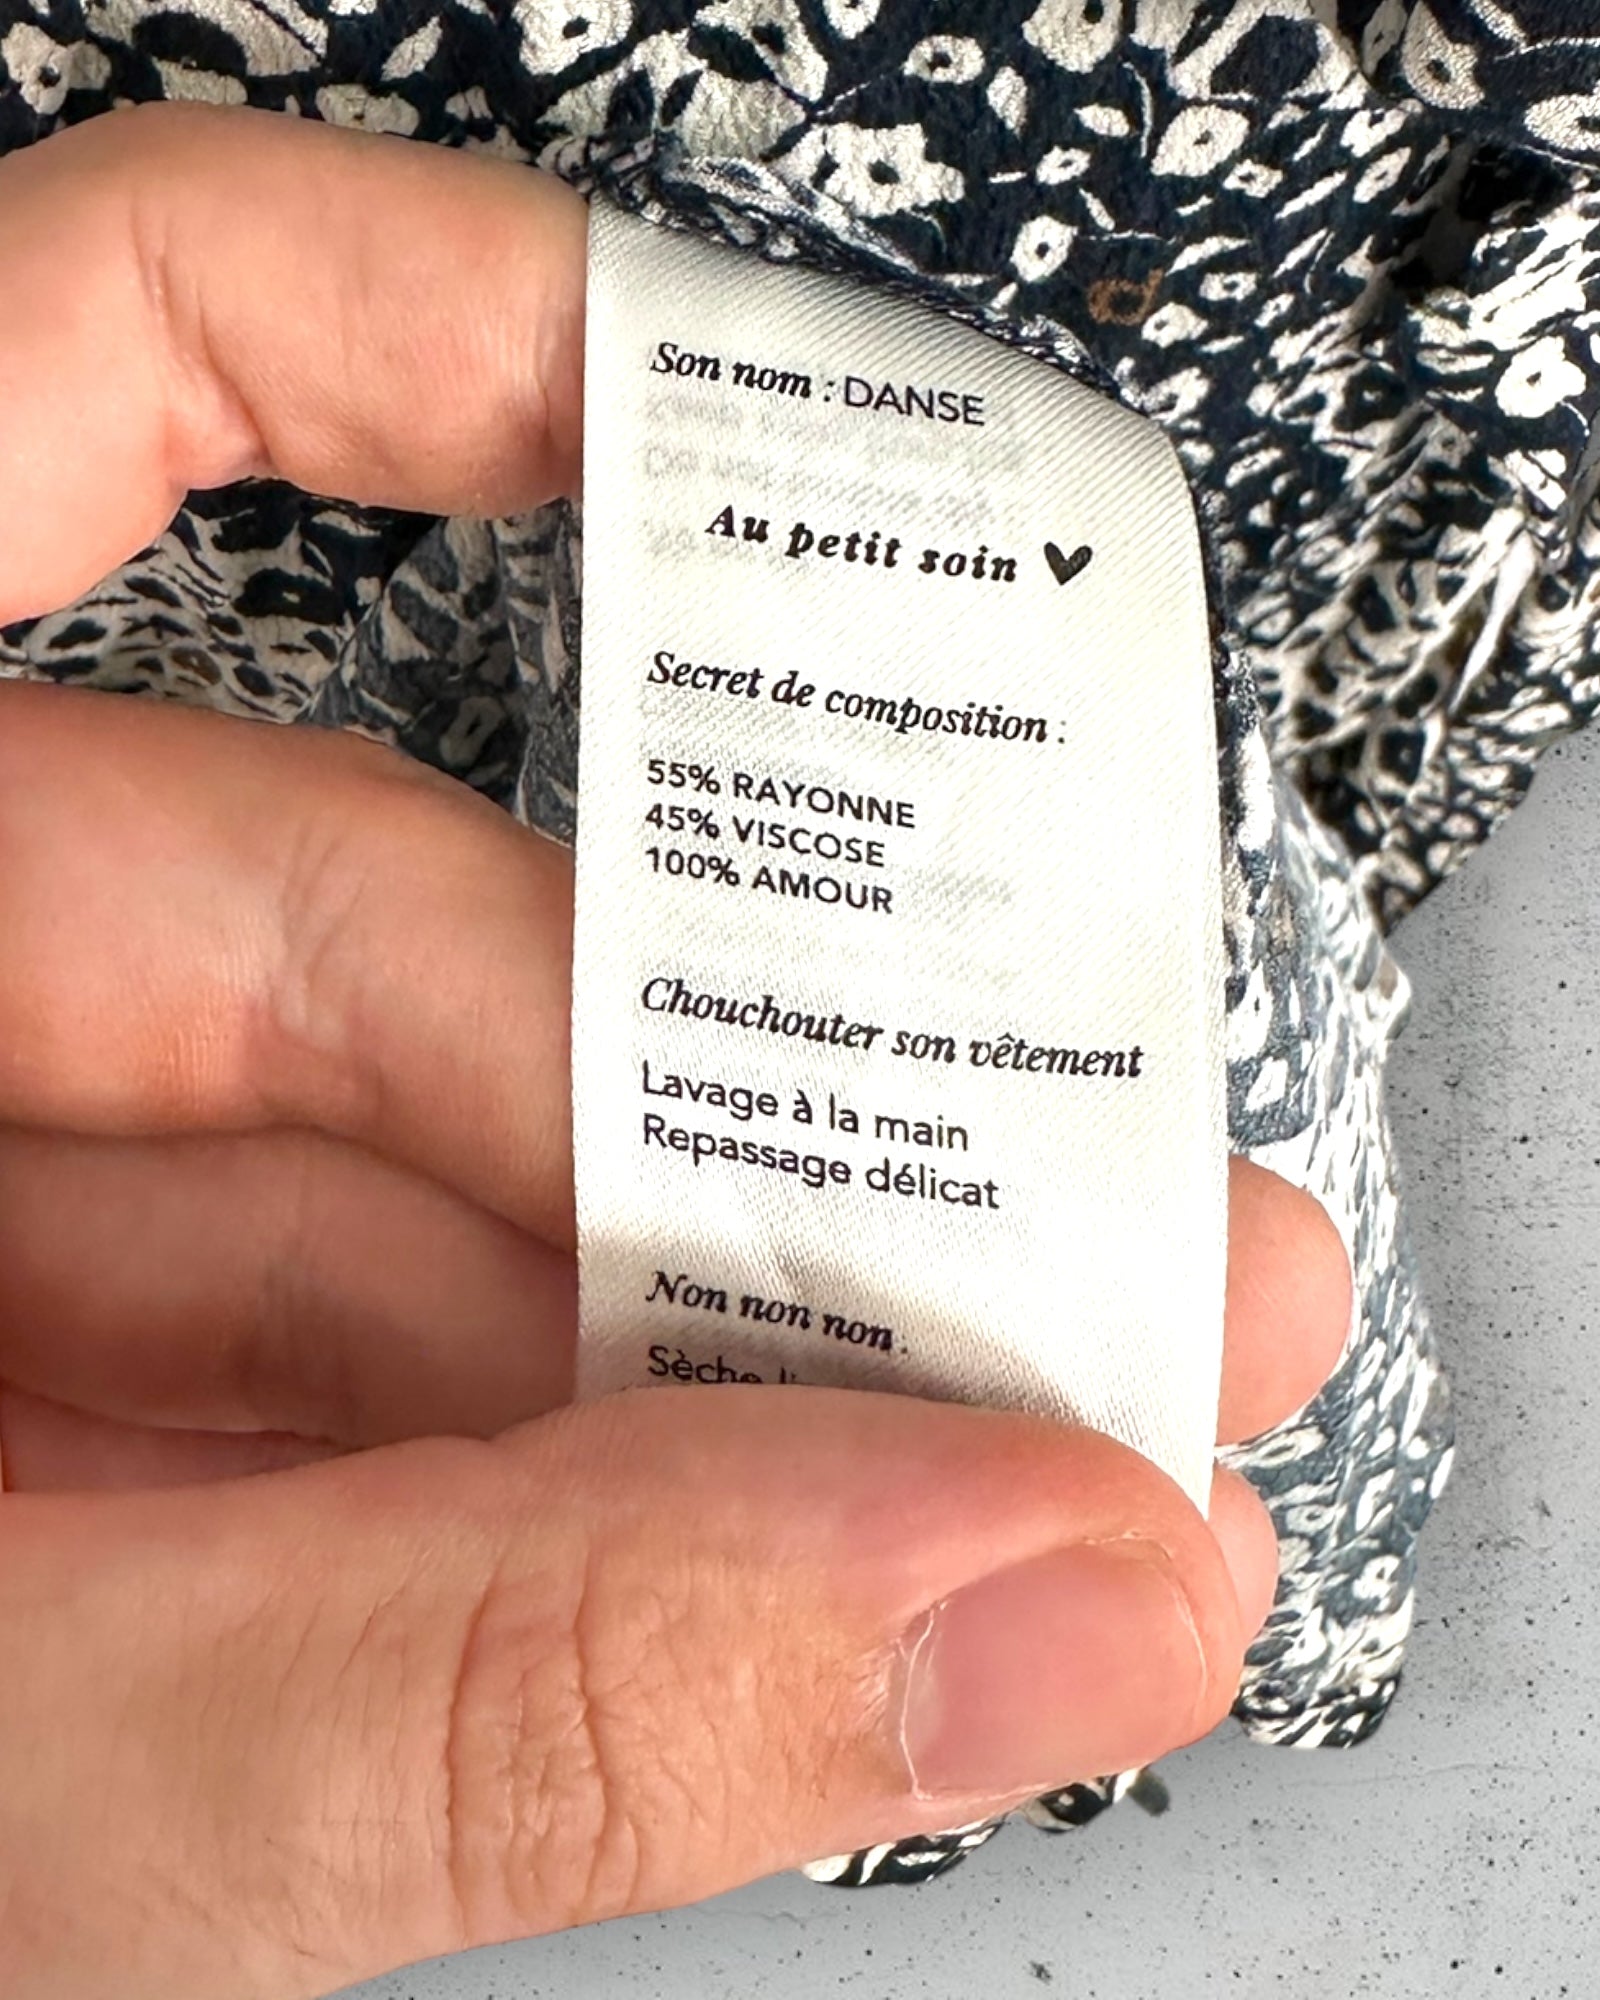 Son nom : DANSE
Au petit soin
Secret de composition :
55% RAYONNE
45% VISCOSE
100% AMOUR
Chouchouter son vêtement
Lavage à la main
Repassage délicat
Non non non :
Sèche